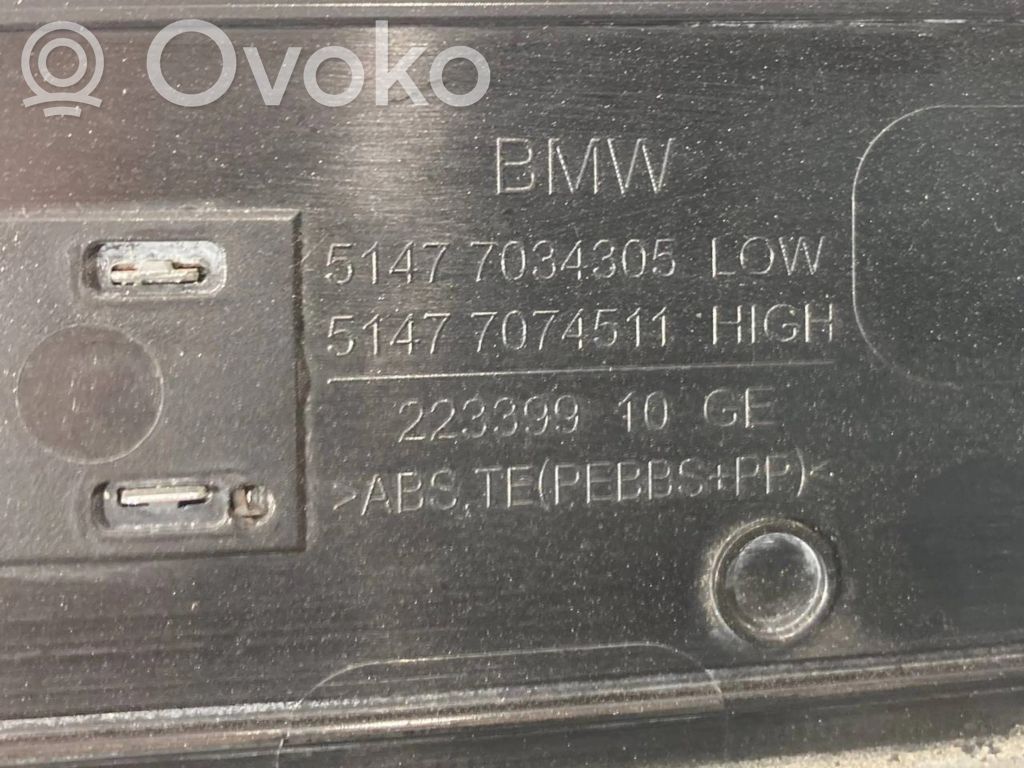 Ovoko
BMW
5147 7034305 LOW
5147 7074511 HIGH
223399 10 GE
>ABS,TE(PEBBS+PP)<